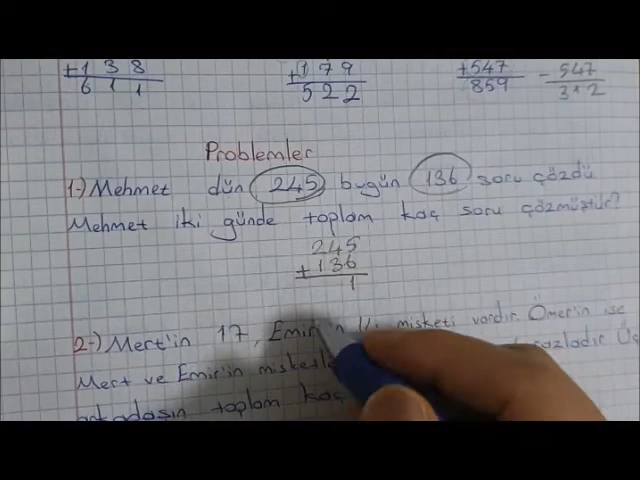 +138 +179 +547 - 547
611 522 859 312
Problemler
1-) Mehmet dün 245 bugün 136 soru çözdü
Mehmet iki günde toplam kaç soru çözmüştür?
245
+136
1
2-) Mert'in 17, Emir'in misketi vardır. Ömer'in ise
Mert ve Emir'in fazladır Üç
arkadaşın toplam kaç